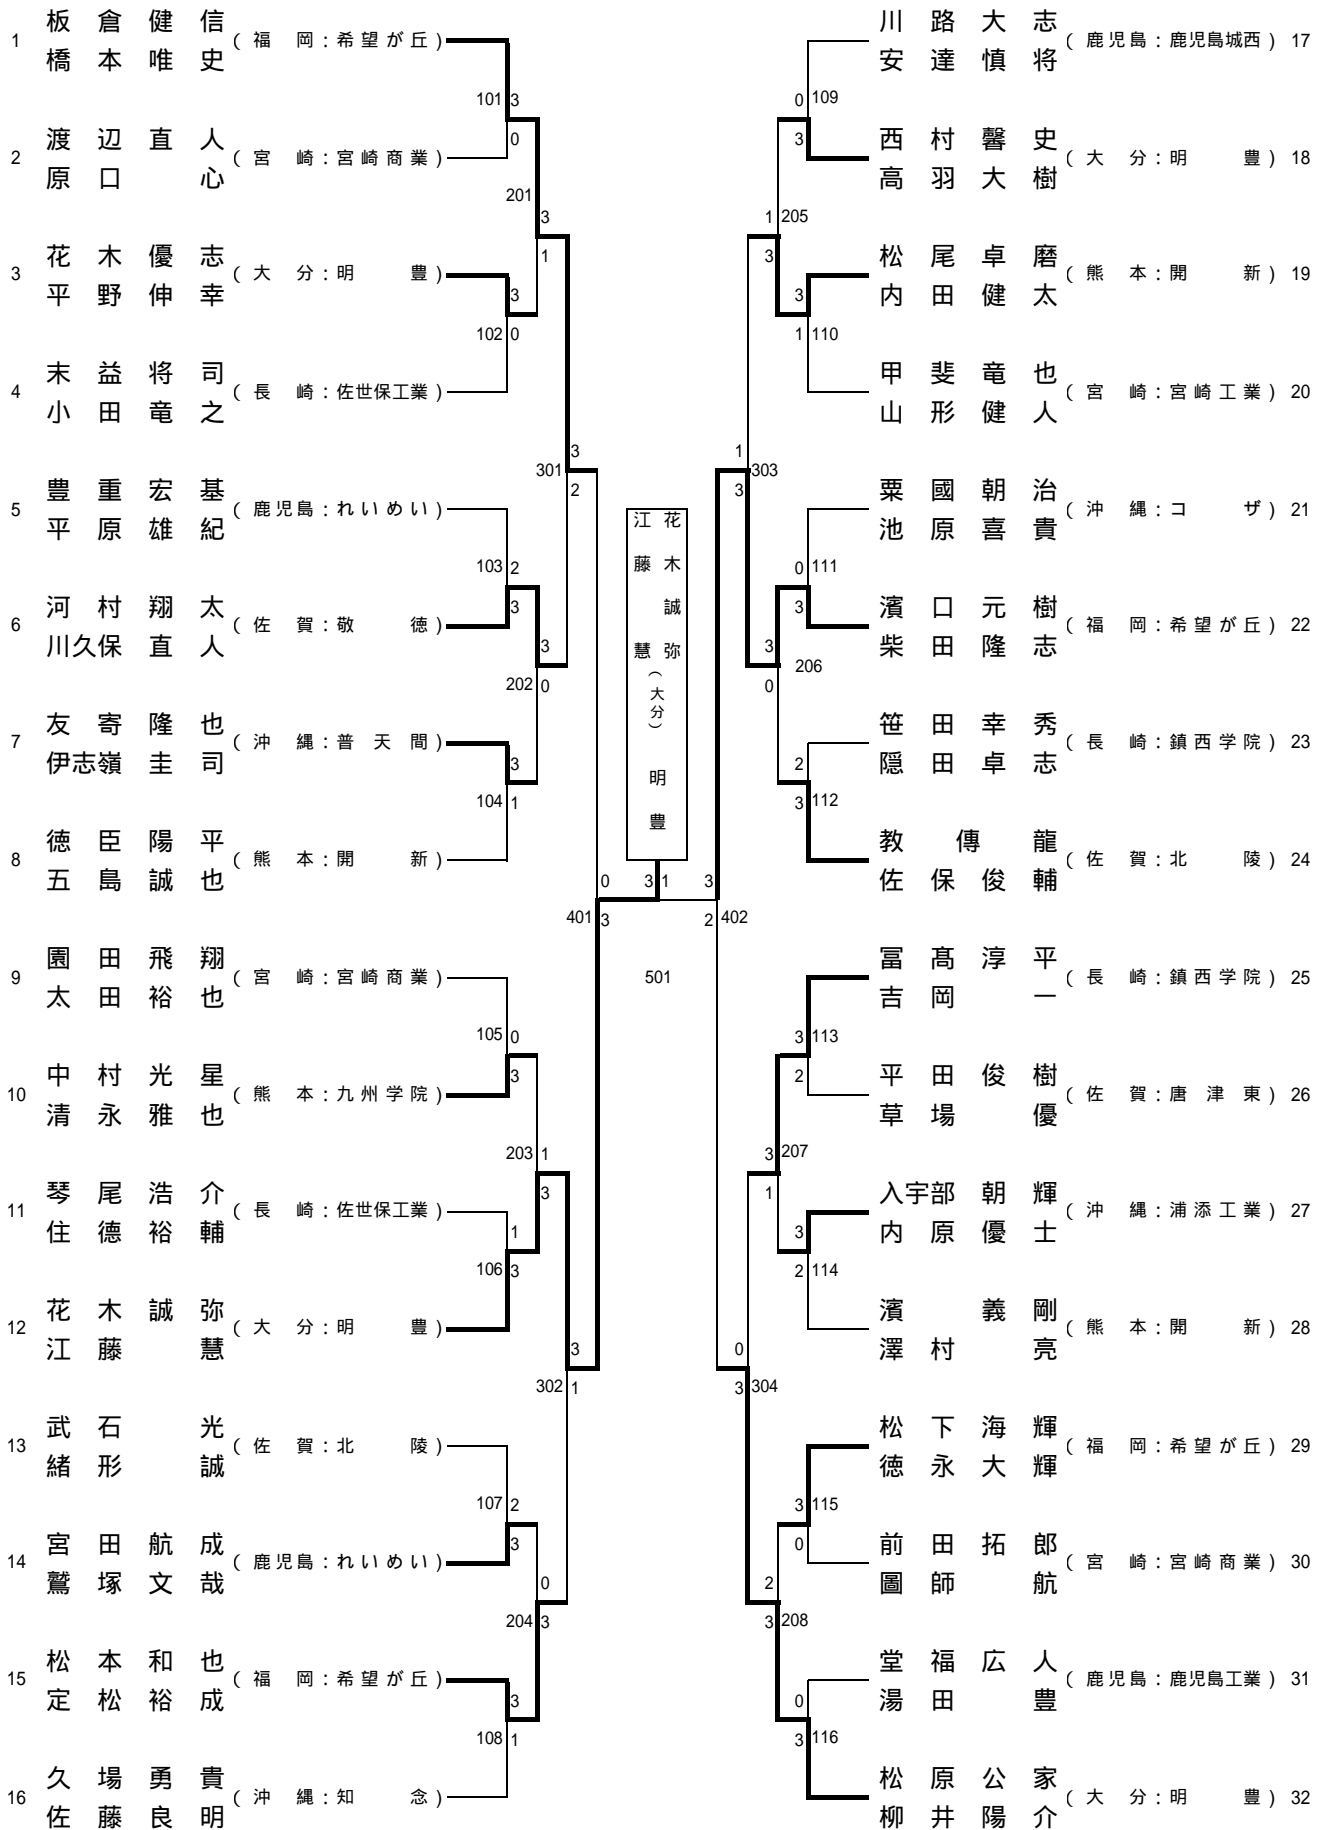 1 板倉健信 橋本唯史 (福岡:希望が丘)
2 渡辺直人 原口心 (宮崎:宮崎商業)
3 花木優志 平野伸幸 (大分:明豊)
4 末益将司 小田竜之 (長崎:佐世保工業)
5 豊重宏基 平原雄紀 (鹿児島:れいめい)
6 河村翔太 川久保直人 (佐賀:敬徳)
7 友寄隆也 伊志嶺圭司 (沖縄:普天間)
8 徳臣陽平 五島誠也 (熊本:開新)
9 園田飛翔 太田裕也 (宮崎:宮崎商業)
10 中村光星 清永雅也 (熊本:九州学院)
11 琴尾浩介 住德裕輔 (長崎:佐世保工業)
12 花木誠弥 江藤慧 (大分:明豊)
13 武石光 緒形誠 (佐賀:北陵)
14 宮田航成 鷲塚文哉 (鹿児島:れいめい)
15 松本和也 定松裕成 (福岡:希望が丘)
16 久場勇貴 佐藤良明 (沖縄:知念)
101 3 0
102 3 0
103 2 3
104 3 1
105 0 3
106 1 3
107 2 3
108 3 1
201 3 1
202 3 0
203 1 3
204 0 3
301 3 2
302 3 1
401 0 3
花木誠弥
江藤慧
(大分)
明豊
3 1
501
402 3 2
303 1 3
304 0 3
205 1 3
206 3 0
207 3 1
208 2 3
109 0 3
110 3 1
111 0 3
112 2 3
113 3 2
114 3 2
115 3 0
116 0 3
川路大志 安達慎将 (鹿児島:鹿児島城西) 17
西村馨史 高羽大樹 (大分:明豊) 18
松尾卓磨 内田健太 (熊本:開新) 19
甲斐竜也 山形健人 (宮崎:宮崎工業) 20
粟國朝治 池原喜貴 (沖縄:コザ) 21
濱口元樹 柴田隆志 (福岡:希望が丘) 22
笹田幸秀 隠田卓志 (長崎:鎮西学院) 23
教傳龍 佐保俊輔 (佐賀:北陵) 24
冨髙淳平 吉岡一 (長崎:鎮西学院) 25
平田俊樹 草場優 (佐賀:唐津東) 26
入宇部朝輝 内原優士 (沖縄:浦添工業) 27
濱義剛 澤村亮 (熊本:開新) 28
松下海輝 徳永大輝 (福岡:希望が丘) 29
前田拓郎 圖師航 (宮崎:宮崎商業) 30
堂福広人 湯田豊 (鹿児島:鹿児島工業) 31
松原公家 柳井陽介 (大分:明豊) 32